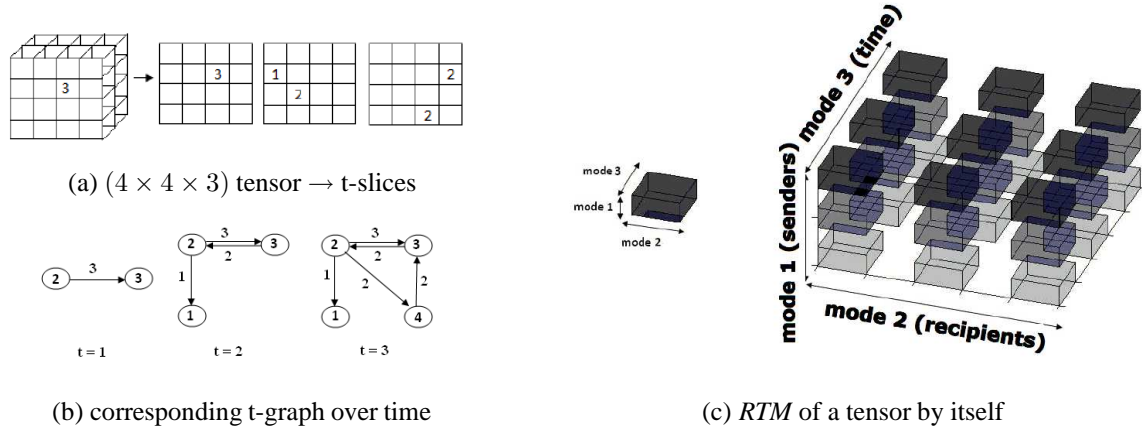 3
3
1
2
2
2
(a) (4 × 4 × 3) tensor → t-slices
2
3
3
t = 1
2
3
3
2
1
1
t = 2
2
3
3
2
1
2
2
1
4
t = 3
(b) corresponding t-graph over time
mode 3
mode 1
mode 2
mode 3 (time)
mode 1 (senders)
mode 2 (recipients)
(c) RTM of a tensor by itself